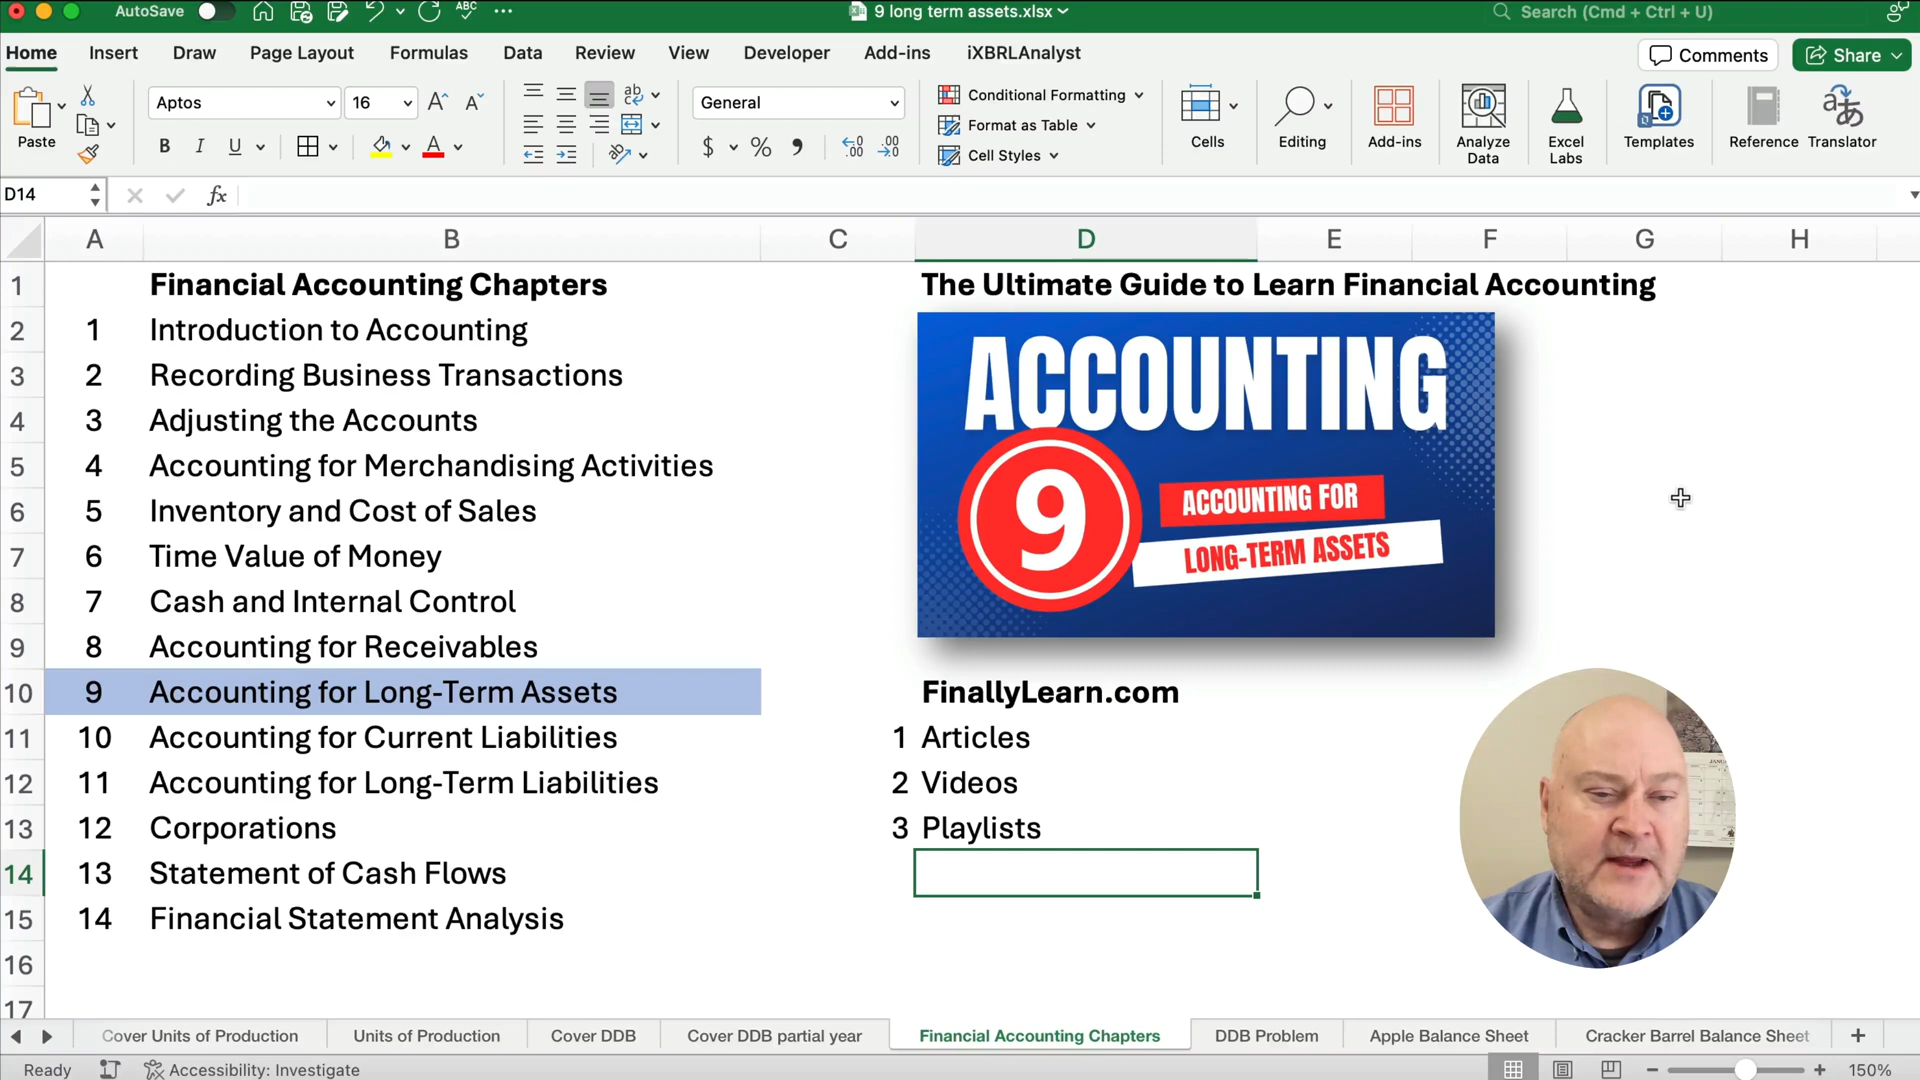 AutoSave
ABC
9 long term assets.xlsx
Search (Cmd + Ctrl + U)
Home Insert Draw Page Layout Formulas Data Review View Developer Add-ins iXBRLAnalyst
Comments Share
Paste
Aptos 16
B I U
General
$ %
Conditional Formatting
Format as Table
Cell Styles
Cells
Editing
Add-ins
Analyze Data
Excel Labs
Templates
Reference
Translator
D14 fx
A B C D E F G H
1 Financial Accounting Chapters The Ultimate Guide to Learn Financial Accounting
2 1 Introduction to Accounting
3 2 Recording Business Transactions
4 3 Adjusting the Accounts
5 4 Accounting for Merchandising Activities
6 5 Inventory and Cost of Sales
7 6 Time Value of Money
8 7 Cash and Internal Control
9 8 Accounting for Receivables
ACCOUNTING
9
ACCOUNTING FOR
LONG-TERM ASSETS
10 9 Accounting for Long-Term Assets FinallyLearn.com
11 10 Accounting for Current Liabilities 1 Articles
12 11 Accounting for Long-Term Liabilities 2 Videos
13 12 Corporations 3 Playlists
14 13 Statement of Cash Flows
15 14 Financial Statement Analysis
16
17
Cover Units of Production Units of Production Cover DDB Cover DDB partial year Financial Accounting Chapters DDB Problem Apple Balance Sheet Cracker Barrel Balance Sheet
Ready Accessibility: Investigate 150%